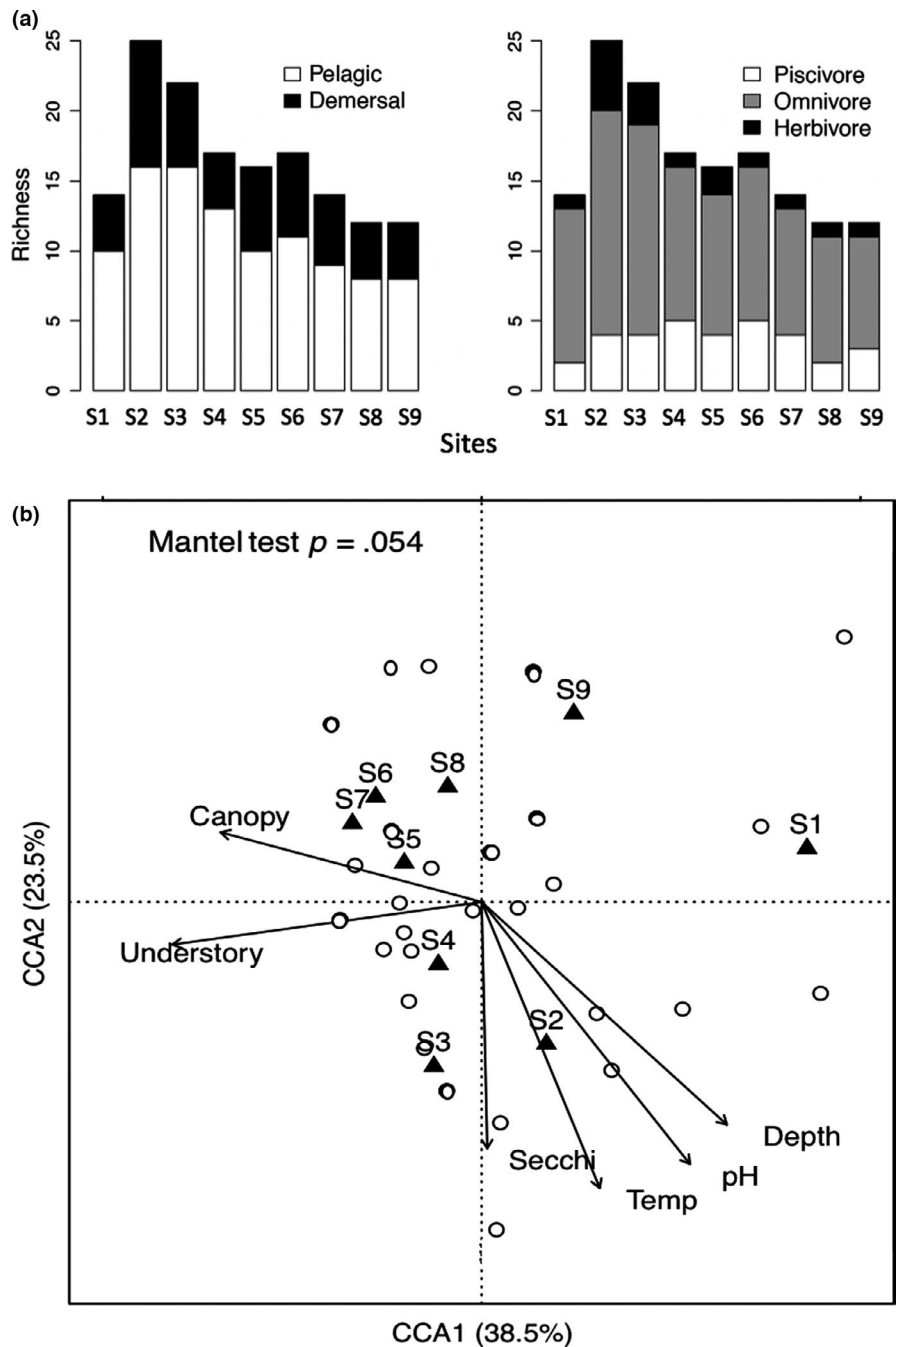 (a)
Richness
25
20
15
10
5
0
Pelagic
Demersal
S1 S2 S3 S4 S5 S6 S7 S8 S9
25
20
15
10
5
0
Piscivore
Omnivore
Herbivore
S1 S2 S3 S4 S5 S6 S7 S8 S9
Sites
(b)
Mantel test p = .054
S9
S8
S6
S7
Canopy
S5
S1
Understory
S4
S2
S3
Depth
Secchi
pH
Temp
CCA2 (23.5%)
CCA1 (38.5%)